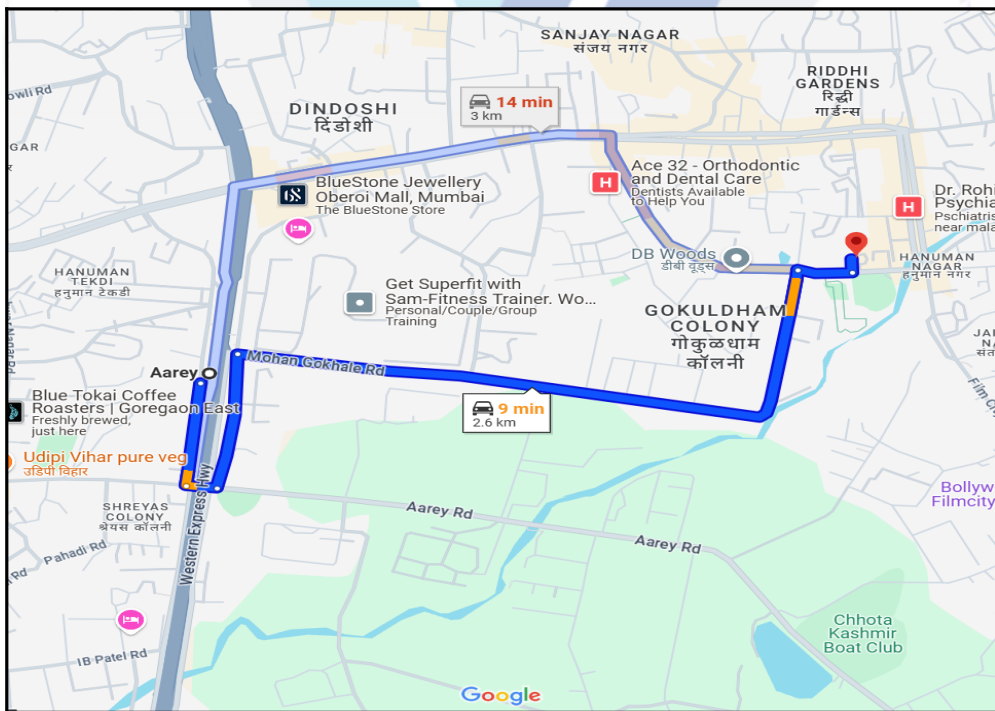 SANJAY NAGAR
संजय नगर
RIDDHI
GARDENS
रिद्धी
गार्डन्स
owli Rd
DINDOSHI
दिंडोशी
14 min
3 km
GAR
Ace 32 - Orthodontic
and Dental Care
Dentists Available
to Help You
H
BlueStone Jewellery
Oberoi Mall, Mumbai
The BlueStone Store
H
Dr. Rohi
Psychia
Pschiatris
near mala
DB Woods
डीबी वूड्स
HANUMAN
NAGAR
हनुमान नगर
HANUMAN
TEKDI
हनुमान टेकडी
Get Superfit with
Sam-Fitness Trainer. Wo...
Personal/Couple/Group
Training
GOKULDHAM
COLONY
गोकुळधाम
कॉलनी
Mohan Gokhale Rd
Aarey
Blue Tokai Coffee
Roasters | Goregaon East
Freshly brewed,
just here
9 min
2.6 km
Film C
Udipi Vihar pure veg
उडिपी विहार
Western Express Hwy
SHREYAS
COLONY
श्रेयस कॉलनी
Aarey Rd
Aarey Rd
Bollyw
Filmcity
Pahadi Rd
IB Patel Rd
Chhota
Kashmir
Boat Club
Google